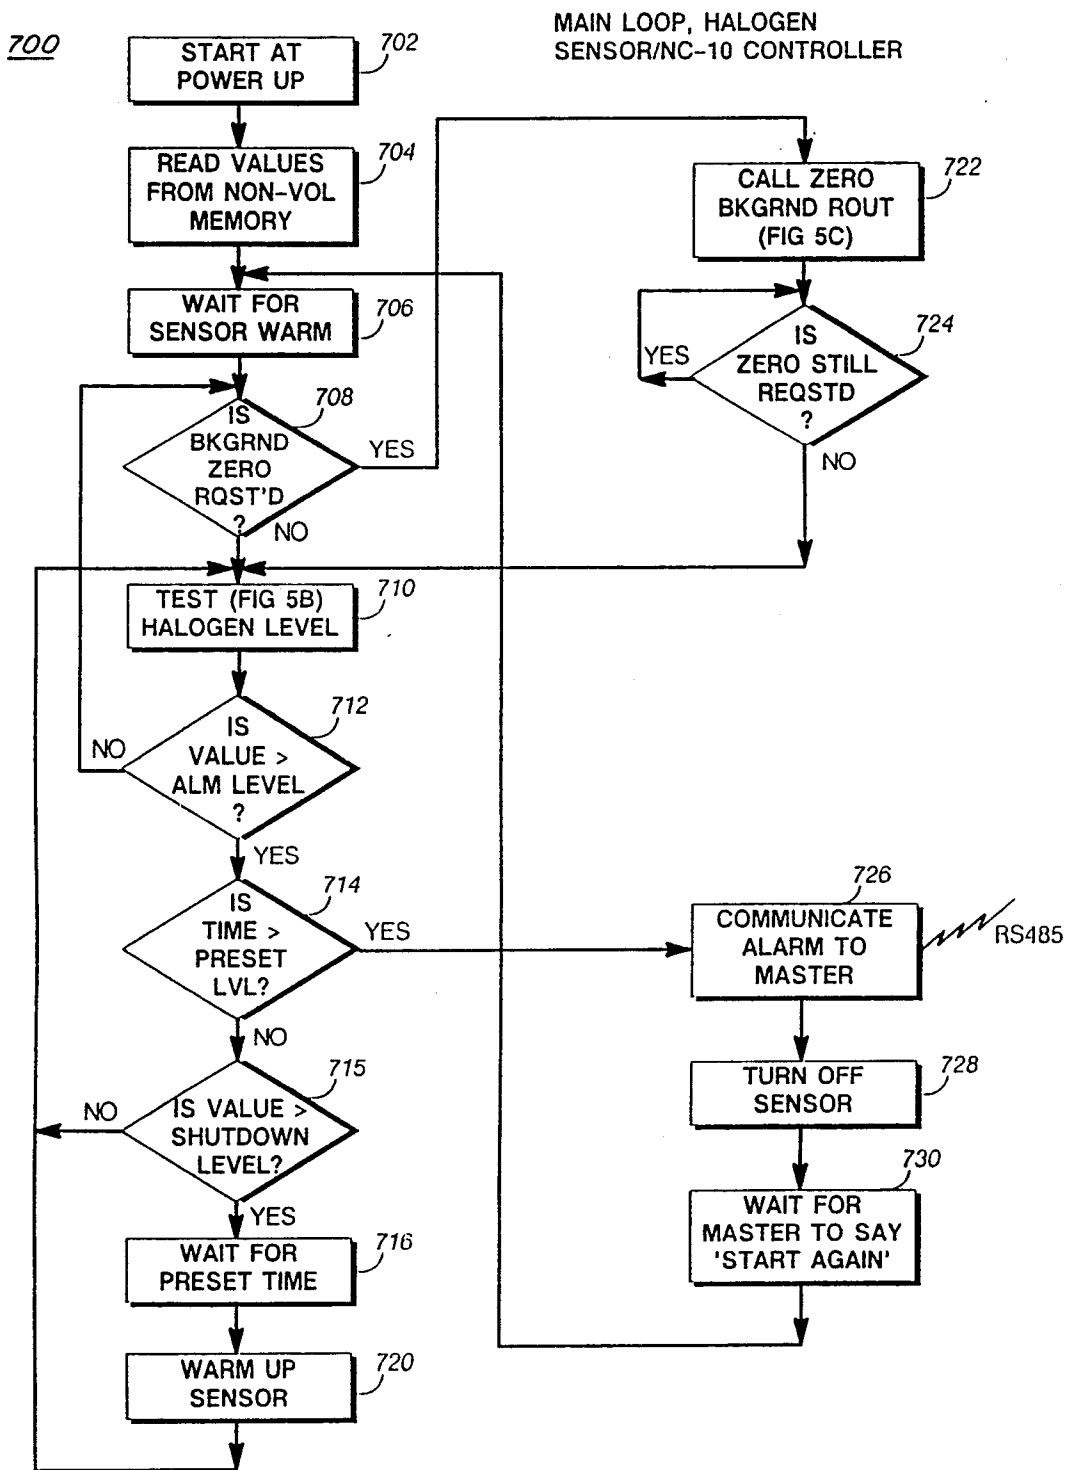 700
MAIN LOOP, HALOGEN
SENSOR/NC-10 CONTROLLER
START AT
POWER UP
702
READ VALUES
FROM NON-VOL
MEMORY
704
WAIT FOR
SENSOR WARM
706
IS
BKGRND
ZERO
RQST'D
?
708
YES
NO
CALL ZERO
BKGRND ROUT
(FIG 5C)
722
IS
ZERO STILL
REQSTD
?
724
YES
NO
TEST (FIG 5B)
HALOGEN LEVEL
710
IS
VALUE >
ALM LEVEL
?
712
NO
YES
IS
TIME >
PRESET
LVL?
714
YES
NO
COMMUNICATE
ALARM TO
MASTER
726
RS485
IS VALUE >
SHUTDOWN
LEVEL?
715
NO
YES
TURN OFF
SENSOR
728
WAIT FOR
MASTER TO SAY
'START AGAIN'
730
WAIT FOR
PRESET TIME
716
WARM UP
SENSOR
720